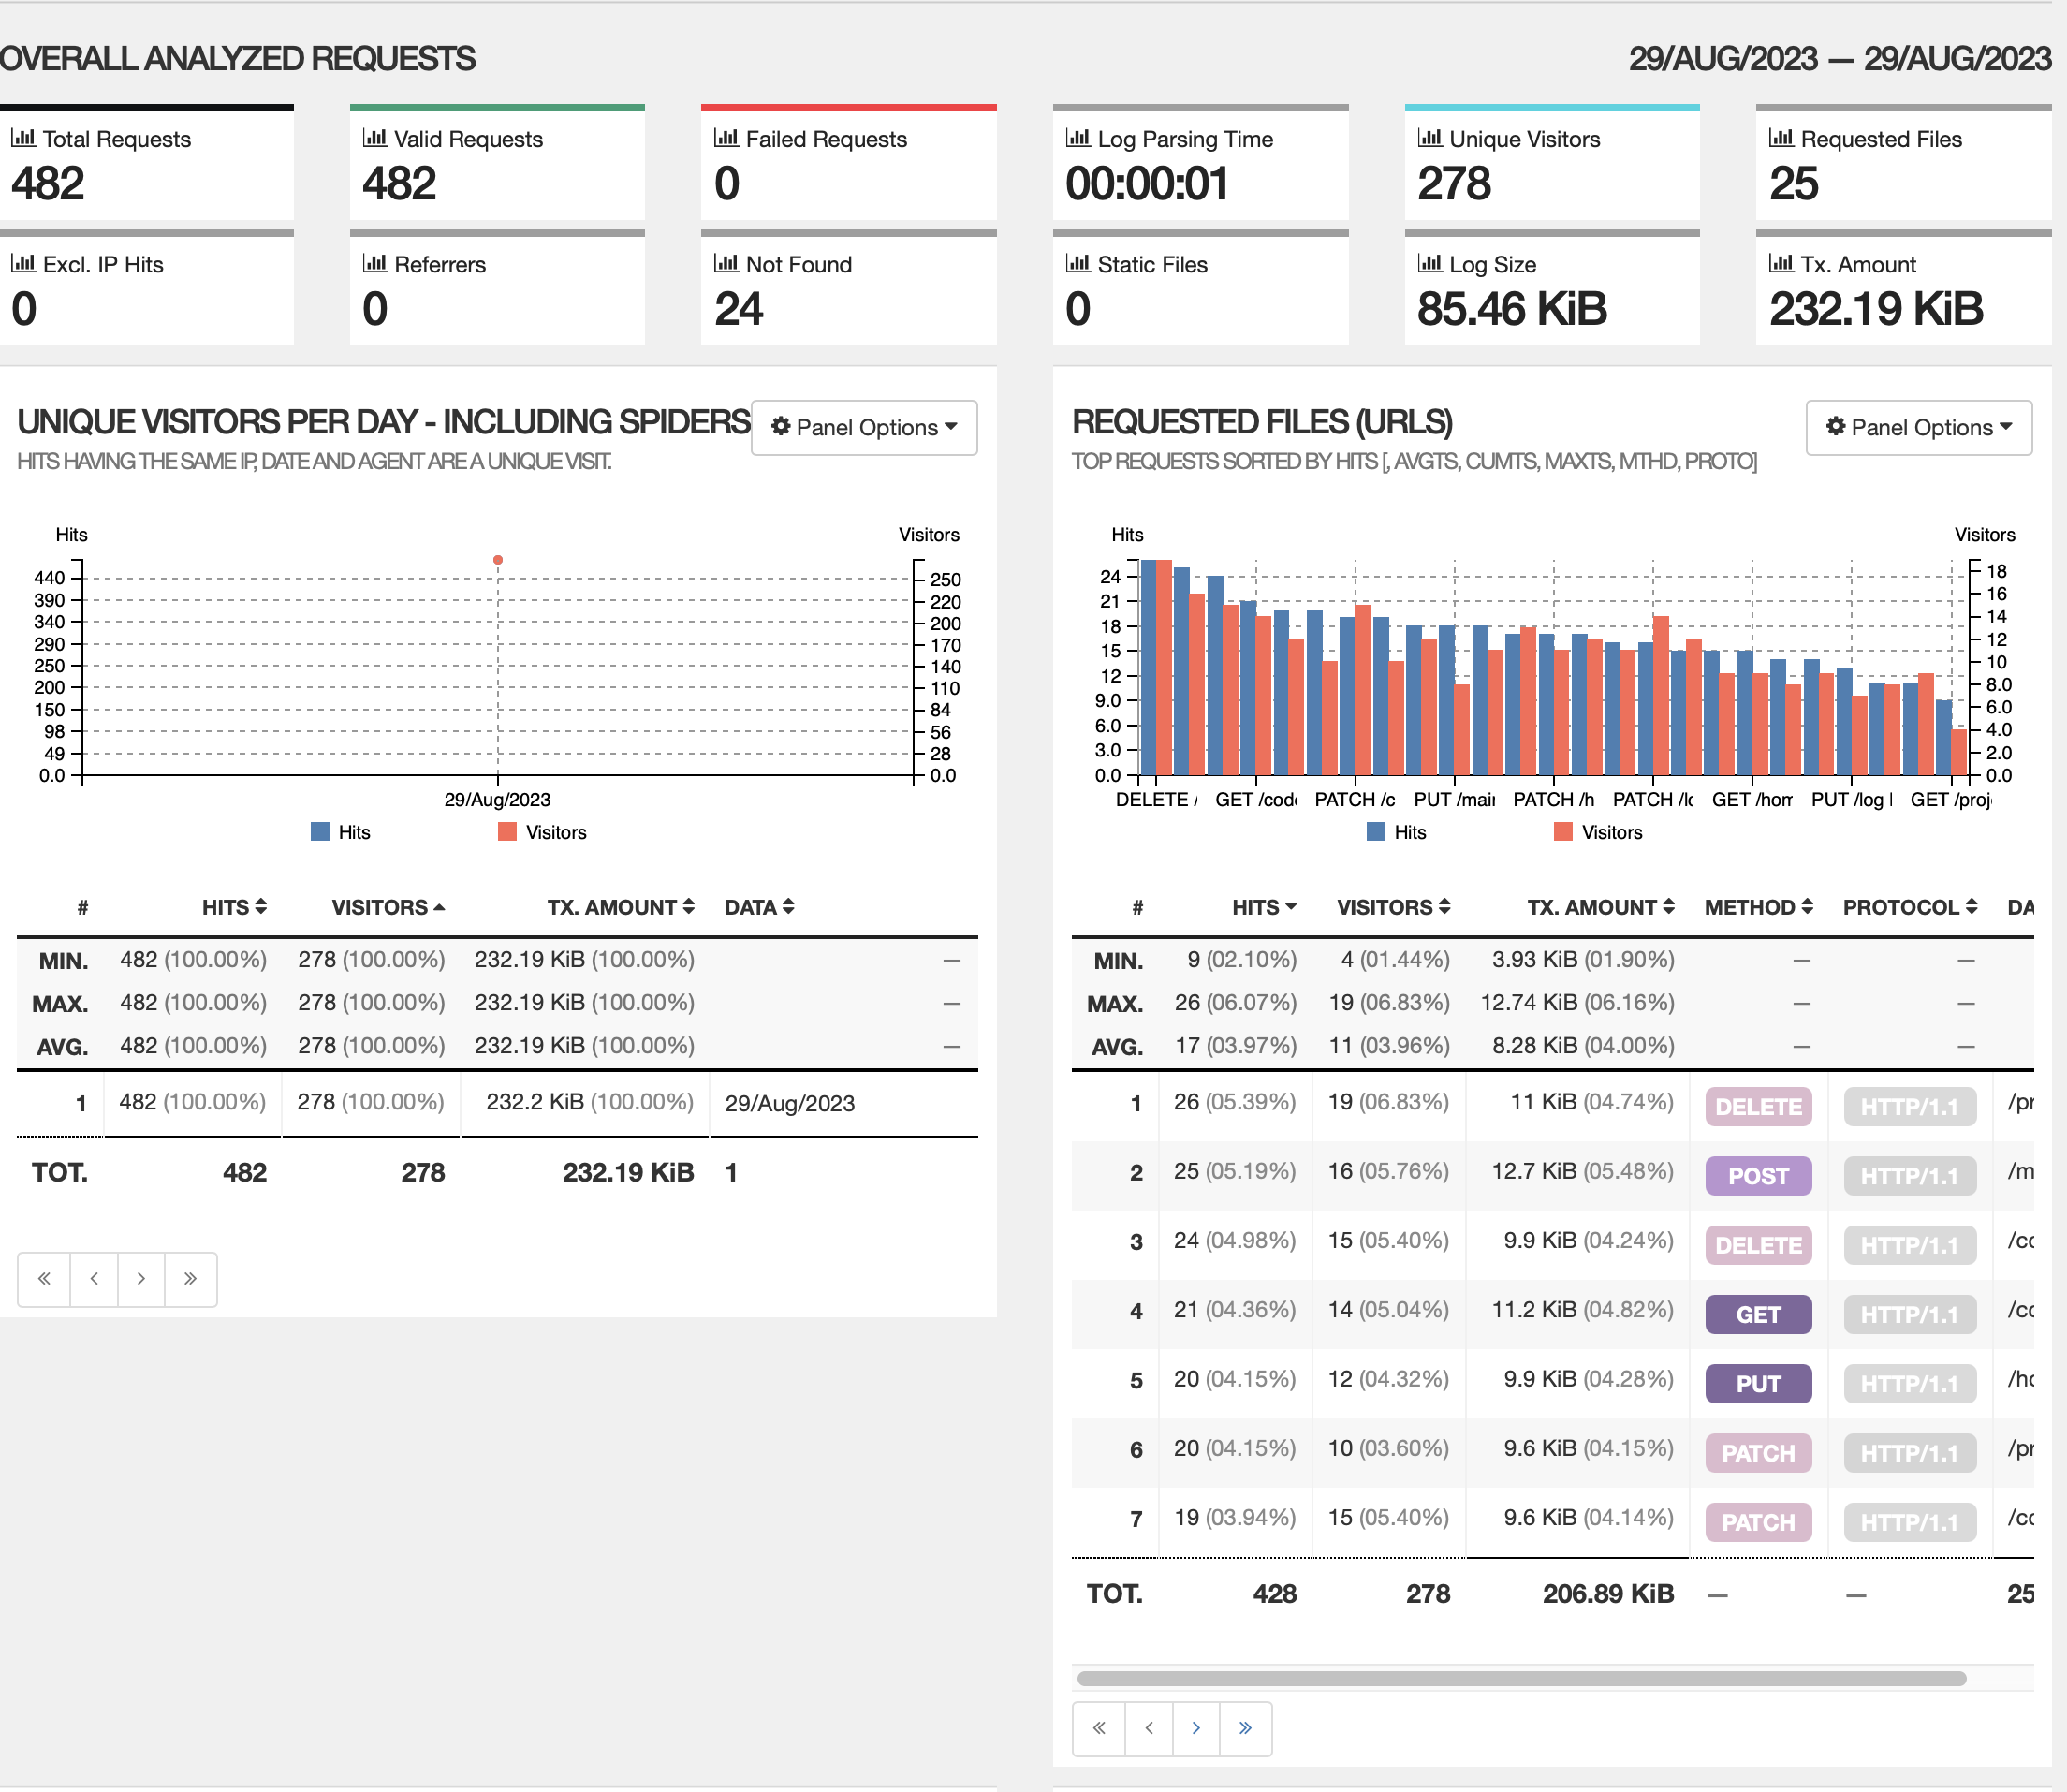 OVERALL ANALYZED REQUESTS
29/AUG/2023 — 29/AUG/2023
Total Requests
482
Valid Requests
482
Failed Requests
0
Log Parsing Time
00:00:01
Unique Visitors
278
Requested Files
25
Excl. IP Hits
0
Referrers
0
Not Found
24
Static Files
0
Log Size
85.46 KiB
Tx. Amount
232.19 KiB
UNIQUE VISITORS PER DAY - INCLUDING SPIDERS
Panel Options
HITS HAVING THE SAME IP, DATE AND AGENT ARE A UNIQUE VISIT.
Hits Visitors
440 250
390 220
340 200
290 170
250 140
200 110
150 84
98 56
49 28
0.0 0.0
29/Aug/2023
Hits Visitors
# HITS VISITORS TX. AMOUNT DATA
MIN. 482 (100.00%) 278 (100.00%) 232.19 KiB (100.00%) —
MAX. 482 (100.00%) 278 (100.00%) 232.19 KiB (100.00%) —
AVG. 482 (100.00%) 278 (100.00%) 232.19 KiB (100.00%) —
1 482 (100.00%) 278 (100.00%) 232.2 KiB (100.00%) 29/Aug/2023
TOT. 482 278 232.19 KiB 1
« ‹ › »
REQUESTED FILES (URLS)
Panel Options
TOP REQUESTS SORTED BY HITS [, AVGTS, CUMTS, MAXTS, MTHD, PROTO]
Hits Visitors
24 18
21 16
18 14
15 12
12 10
9.0 8.0
6.0 6.0
3.0 4.0
0.0 2.0
0.0
DELETE / GET /code PATCH /c PUT /main PATCH /h PATCH /lo GET /hom PUT /log GET /proj
Hits Visitors
# HITS VISITORS TX. AMOUNT METHOD PROTOCOL DA
MIN. 9 (02.10%) 4 (01.44%) 3.93 KiB (01.90%) — —
MAX. 26 (06.07%) 19 (06.83%) 12.74 KiB (06.16%) — —
AVG. 17 (03.97%) 11 (03.96%) 8.28 KiB (04.00%) — —
1 26 (05.39%) 19 (06.83%) 11 KiB (04.74%) DELETE HTTP/1.1 /pr
2 25 (05.19%) 16 (05.76%) 12.7 KiB (05.48%) POST HTTP/1.1 /m
3 24 (04.98%) 15 (05.40%) 9.9 KiB (04.24%) DELETE HTTP/1.1 /co
4 21 (04.36%) 14 (05.04%) 11.2 KiB (04.82%) GET HTTP/1.1 /co
5 20 (04.15%) 12 (04.32%) 9.9 KiB (04.28%) PUT HTTP/1.1 /ho
6 20 (04.15%) 10 (03.60%) 9.6 KiB (04.15%) PATCH HTTP/1.1 /pr
7 19 (03.94%) 15 (05.40%) 9.6 KiB (04.14%) PATCH HTTP/1.1 /co
TOT. 428 278 206.89 KiB — — 25
« ‹ › »